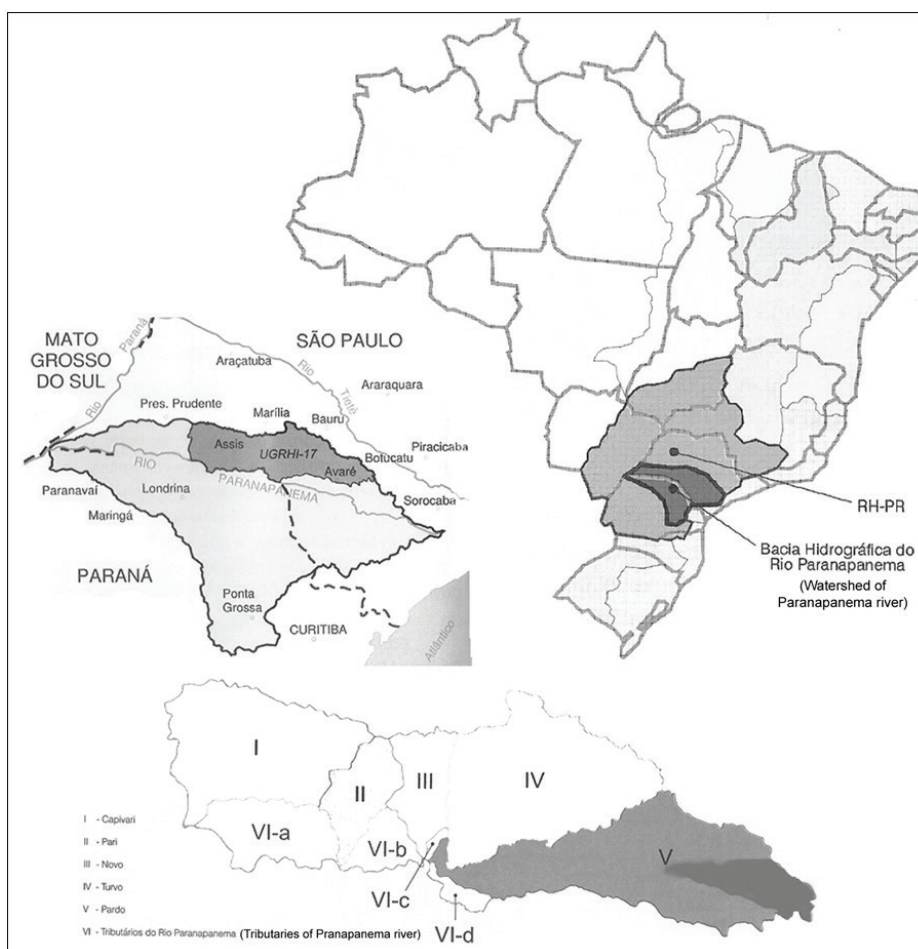 MATO
GROSSO
DO SUL
SÃO PAULO
Paraná
Rio
Araçatuba
Rio
Tietê
Araraquara
Pres. Prudente
Marília
Bauru
Piracicaba
Botucatu
Assis
UGRHI-17
Avaré
RIO
PARANAPANEMA
Sorocaba
Paranavaí
Londrina
Maringá
PARANÁ
Ponta
Grossa
CURITIBA
Atlântico
RH-PR
Bacia Hidrográfica do
Rio Paranapanema
(Watershed of
Paranapanema river)
I
II
III
IV
V
VI-a
VI-b
VI-c
VI-d
I - Capivari
II - Pari
III - Novo
IV - Turvo
V - Pardo
VI - Tributários do Rio Paranapanema (Tributaries of Pranapanema river)